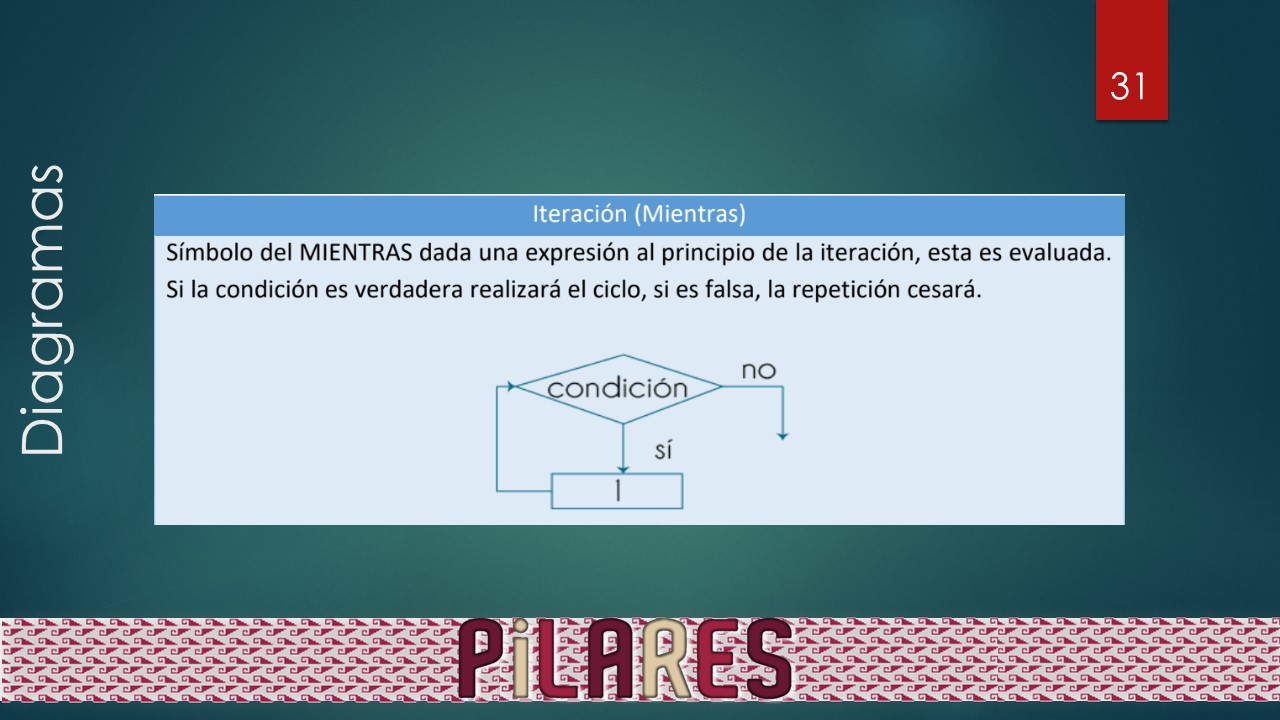 31
Diagramas
Iteración (Mientras)
Símbolo del MIENTRAS dada una expresión al principio de la iteración, esta es evaluada.
Si la condición es verdadera realizará el ciclo, si es falsa, la repetición cesará.
no
condición
sí
1
PiLARES